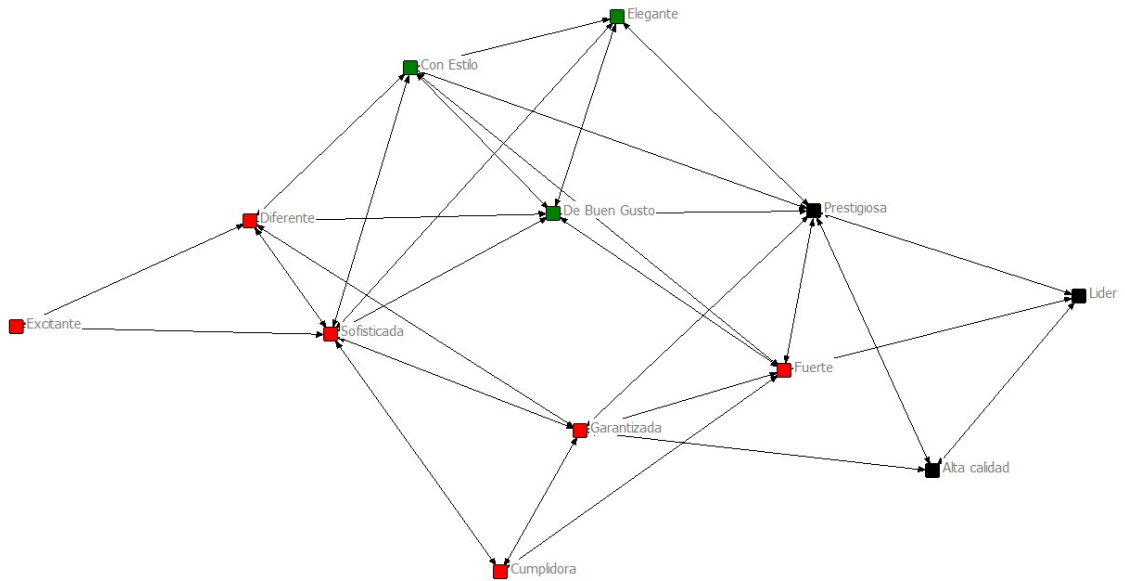 Elegante
Con Estilo
De Buen Gusto
Prestigiosa
Diferente
Lider
Excitante
Sofisticada
Fuerte
Garantizada
Alta calidad
Cumplidora